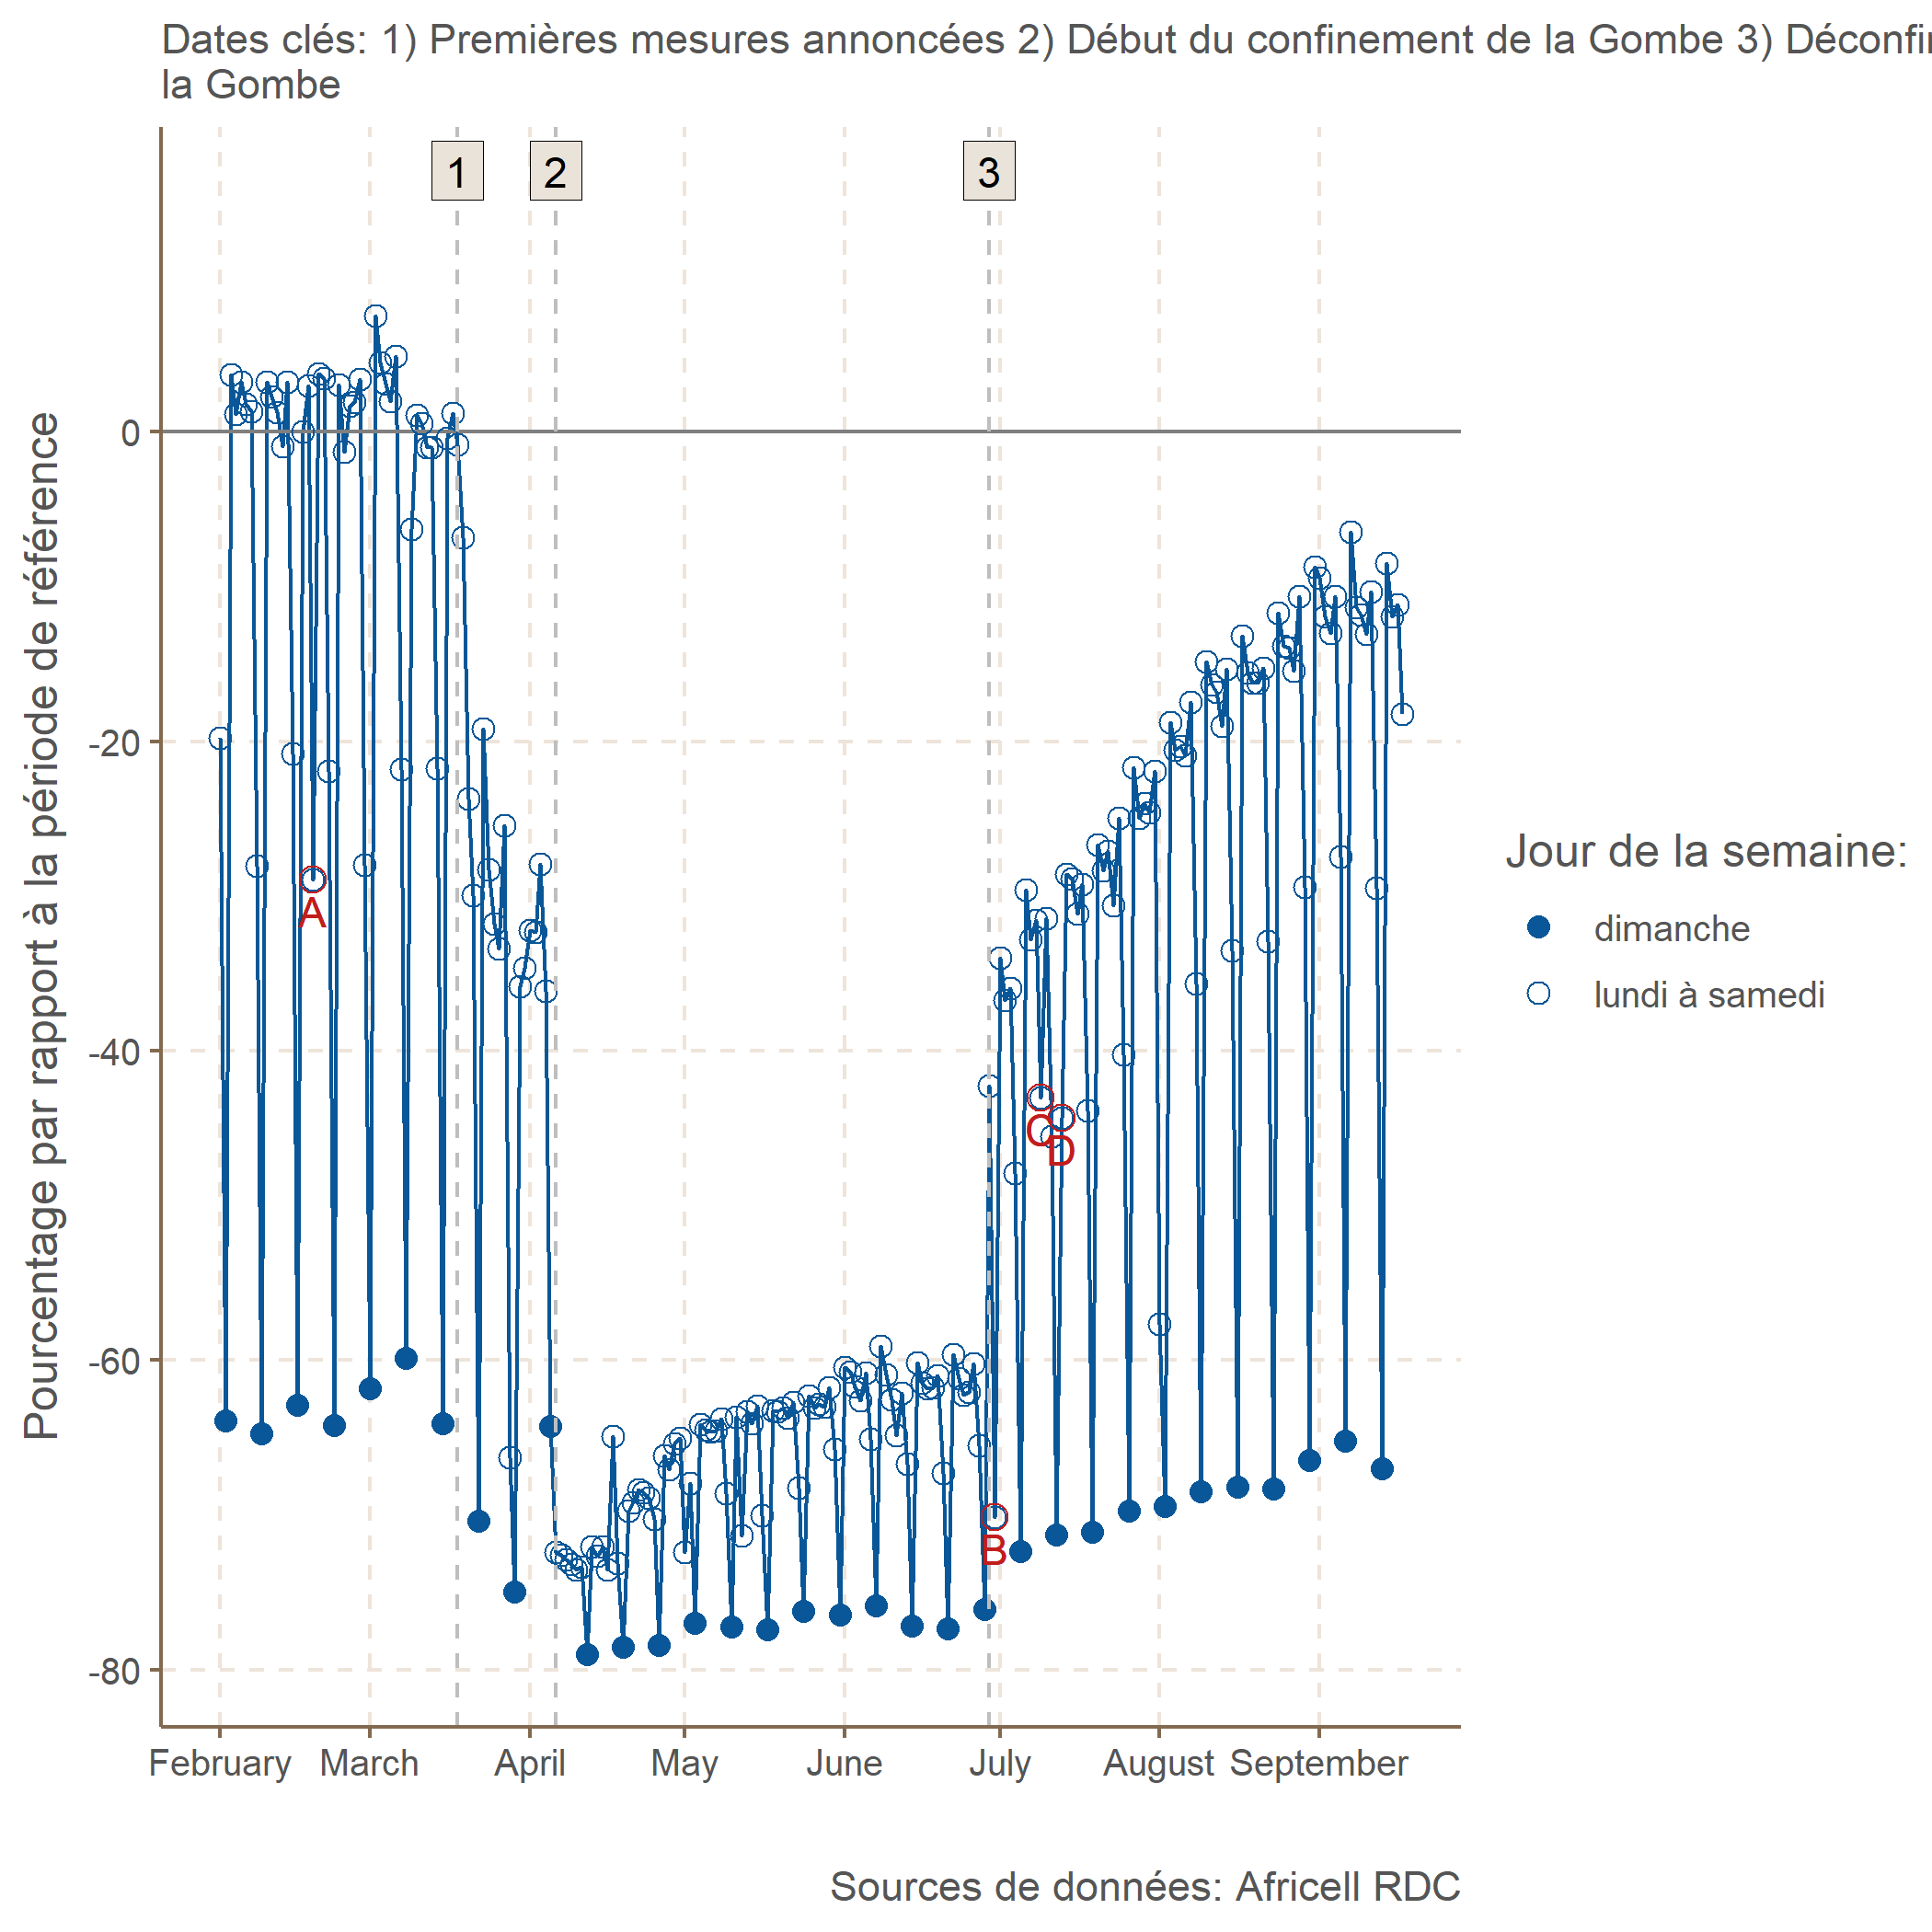 Dates clés: 1) Premières mesures annoncées 2) Début du confinement de la Gombe 3)
la Gombe
1
2
3
Pourcentage par rapport à la période de référence
0
-20
-40
-60
-80
A
B
C
D
February March April May June July August September
Jour de la semaine:
dimanche
lundi à samedi
Sources de données: Africell RDC